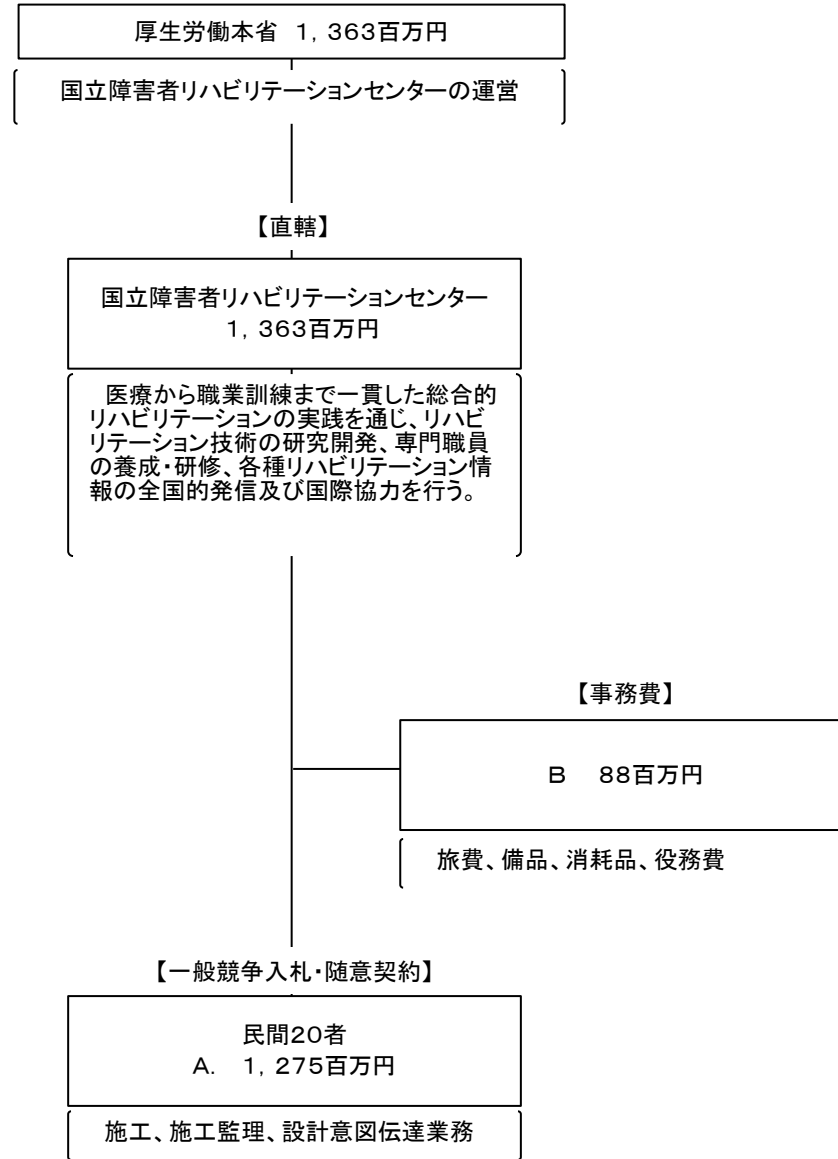 厚生労働本省 1,363百万円
国立障害者リハビリテーションセンターの運営
【直轄】
国立障害者リハビリテーションセンター
1,363百万円
医療から職業訓練まで一貫した総合的
リハビリテーションの実践を通じ、リハビ
リテーション技術の研究開発、専門職員
の養成・研修、各種リハビリテーション情
報の全国的発信及び国際協力を行う。
【事務費】
B 88百万円
旅費、備品、消耗品、役務費
【一般競争入札・随意契約】
民間20者
A. 1,275百万円
施工、施工監理、設計意図伝達業務